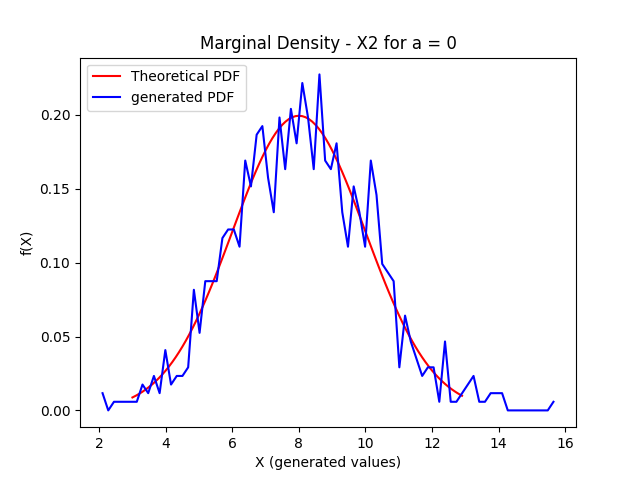 Marginal Density - X2 for a = 0
Theoretical PDF
generated PDF
f(X)
0.20
0.15
0.10
0.05
0.00
2 4 6 8 10 12 14 16
X (generated values)